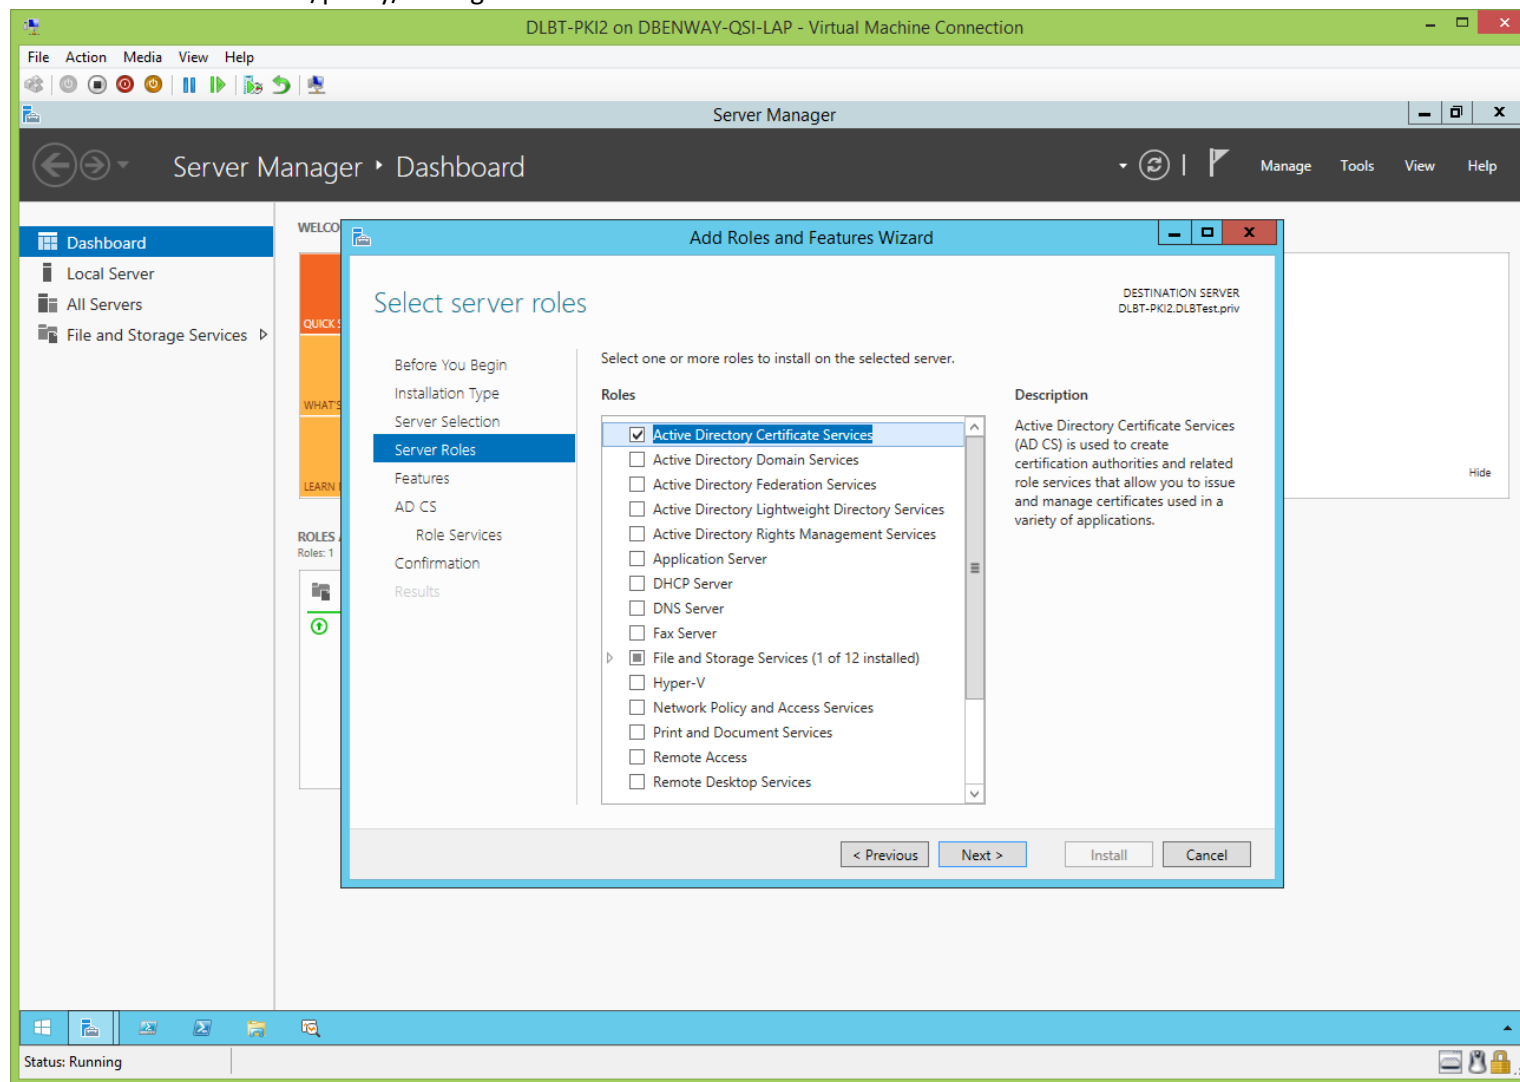 DLBT-PKI2 on DBENWAY-QSI-LAP - Virtual Machine Connection
File Action Media View Help
Server Manager
Server Manager ‣ Dashboard
Manage Tools View Help
Dashboard
Local Server
All Servers
File and Storage Services
WELCO
QUICK S
WHAT'S
LEARN
Hide
ROLES
Roles: 1
Add Roles and Features Wizard
Select server roles
DESTINATION SERVER
DLBT-PKI2.DLBTest.priv
Before You Begin
Installation Type
Server Selection
Server Roles
Features
AD CS
Role Services
Confirmation
Results
Select one or more roles to install on the selected server.
Roles
Active Directory Certificate Services
Active Directory Domain Services
Active Directory Federation Services
Active Directory Lightweight Directory Services
Active Directory Rights Management Services
Application Server
DHCP Server
DNS Server
Fax Server
File and Storage Services (1 of 12 installed)
Hyper-V
Network Policy and Access Services
Print and Document Services
Remote Access
Remote Desktop Services
Description
Active Directory Certificate Services
(AD CS) is used to create
certification authorities and related
role services that allow you to issue
and manage certificates used in a
variety of applications.
< Previous Next > Install Cancel
Status: Running